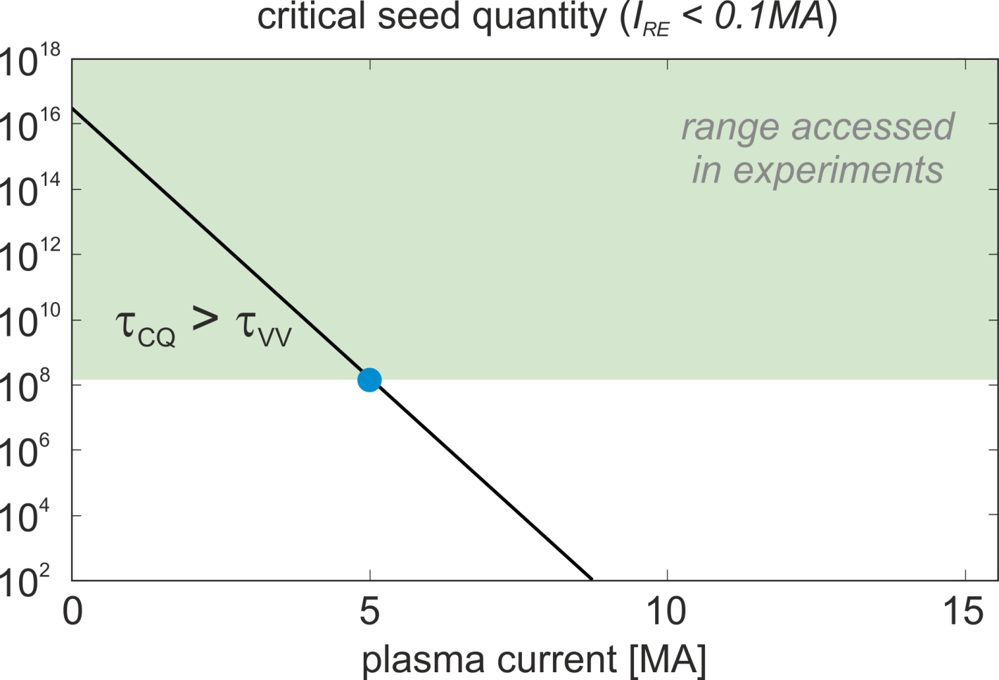 critical seed quantity (I_RE < 0.1MA)
10^18
10^16
range accessed
in experiments
10^14
10^12
10^10
τ_CQ > τ_VV
10^8
10^6
10^4
10^2
0 5 10 15
plasma current [MA]